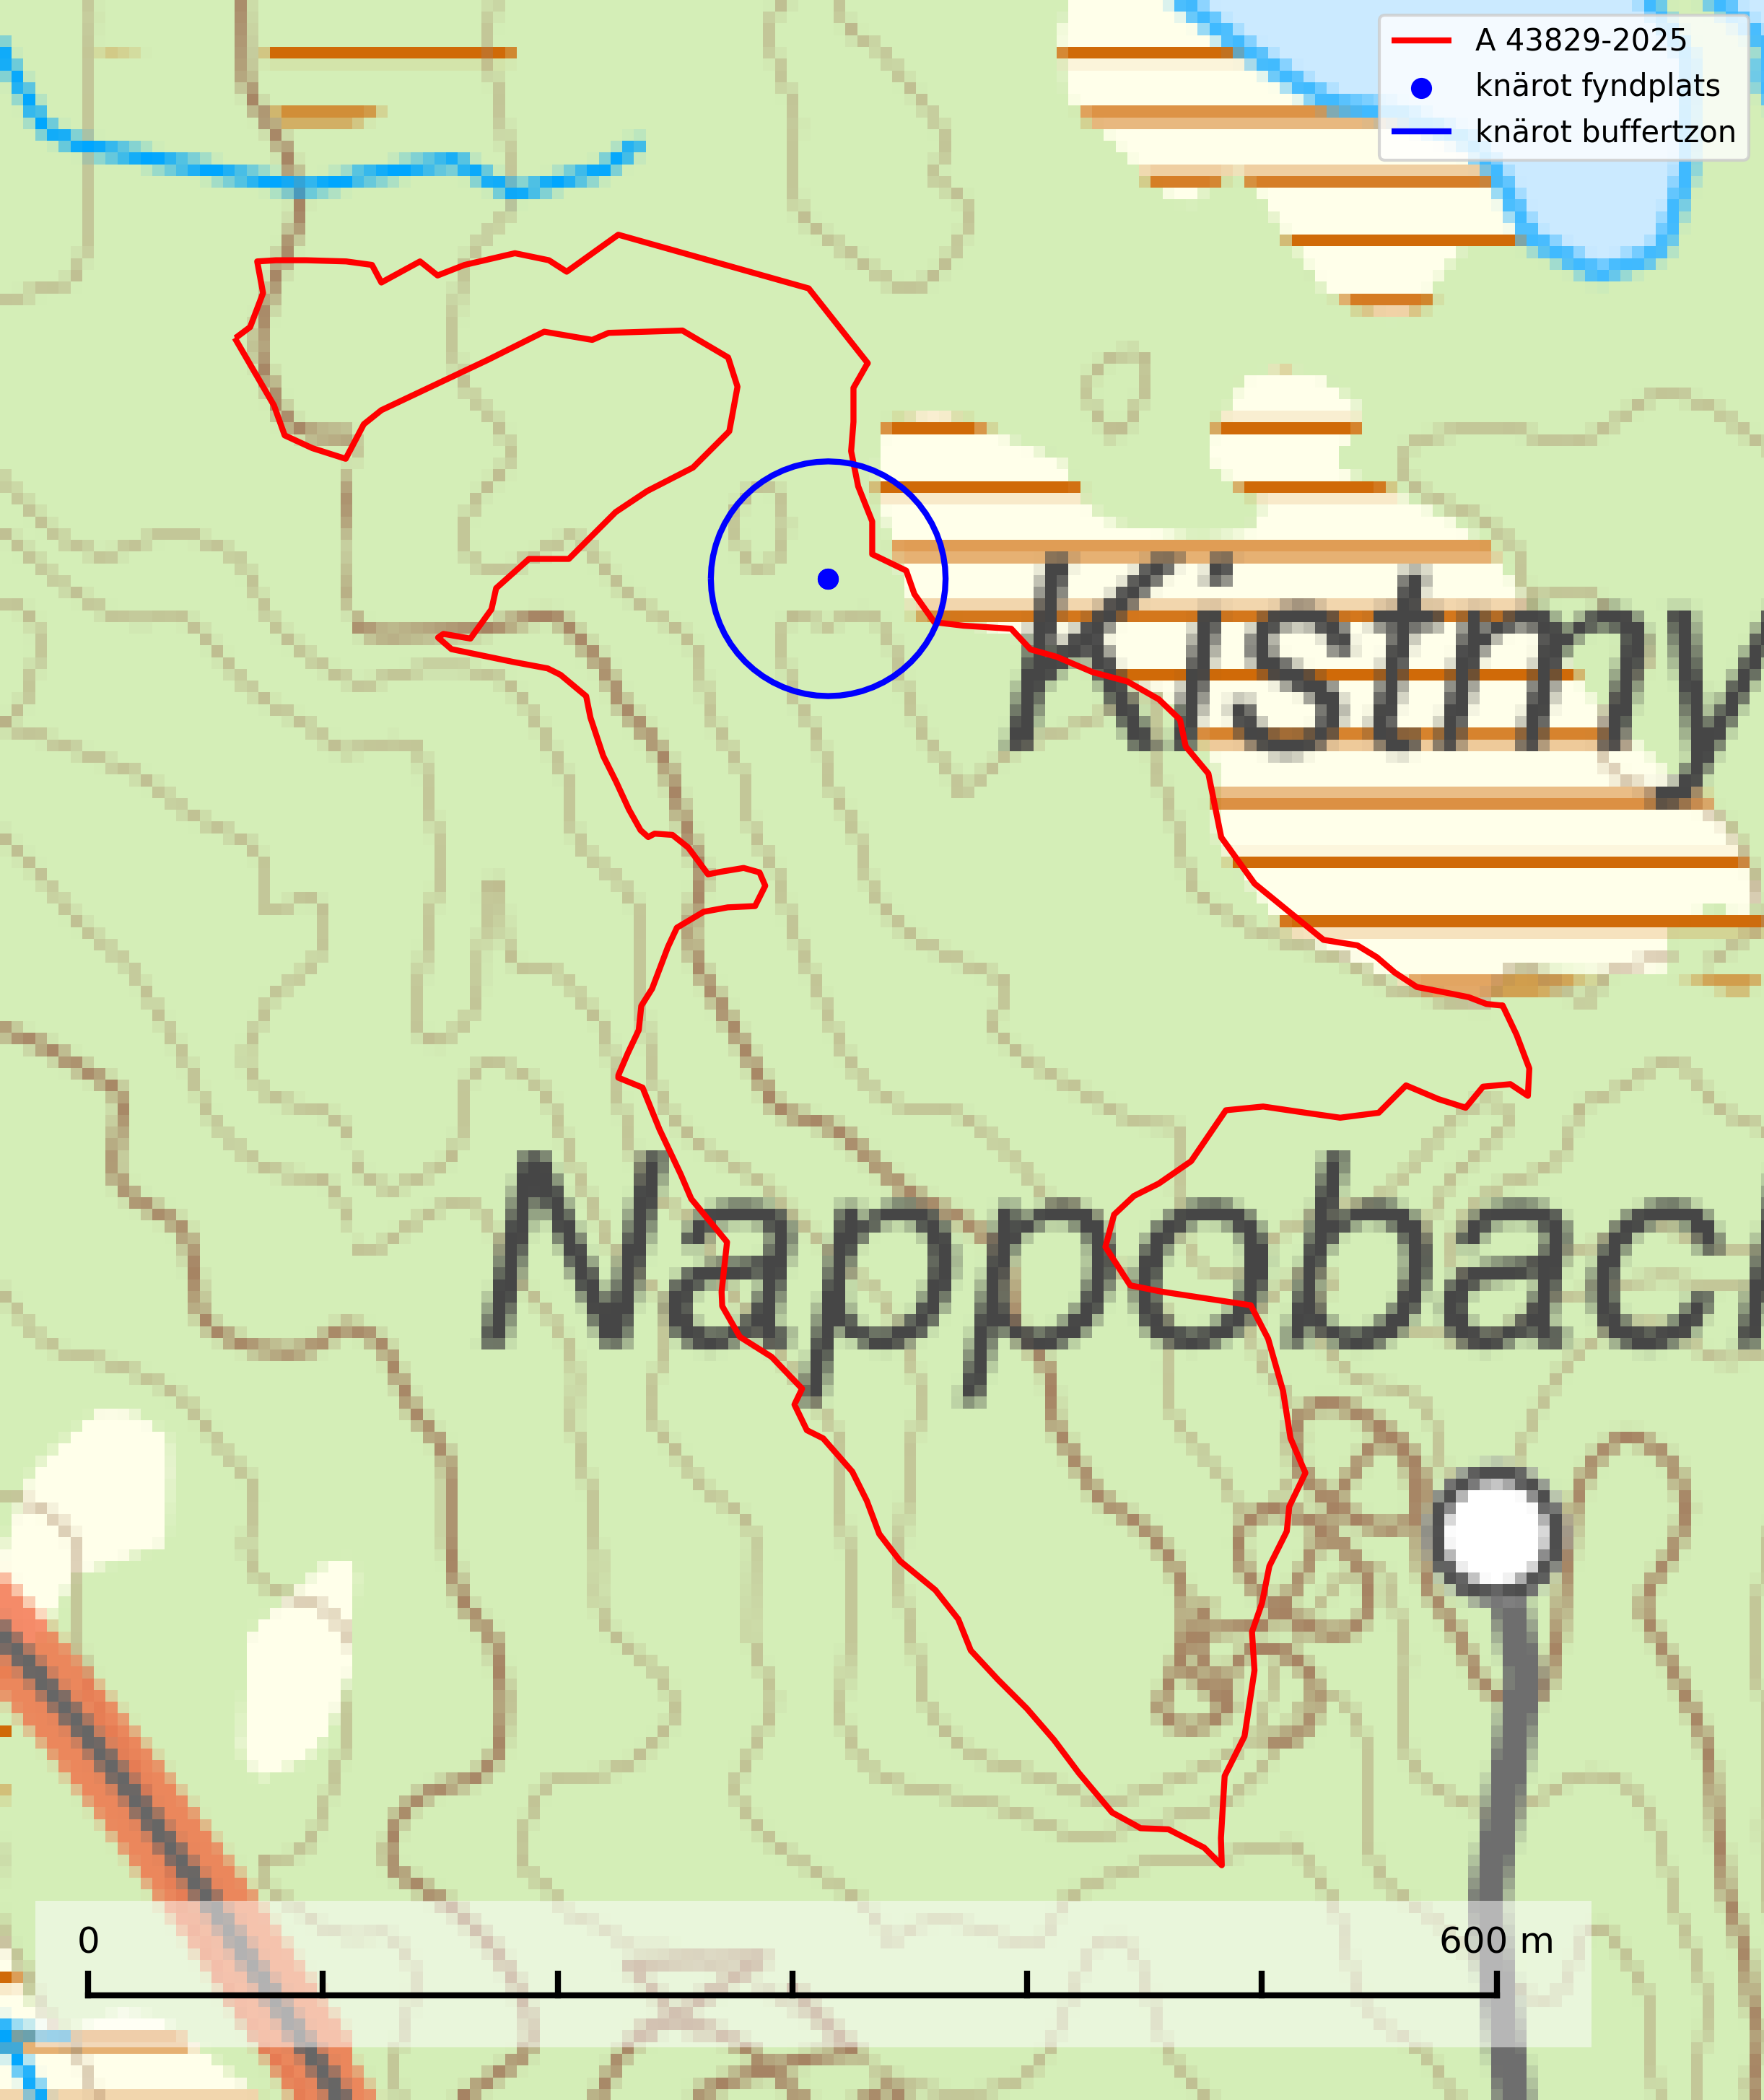 A 43829-2025
knärot fyndplats
knärot buffertzon
Kistmy
Nappobac
0
600 m